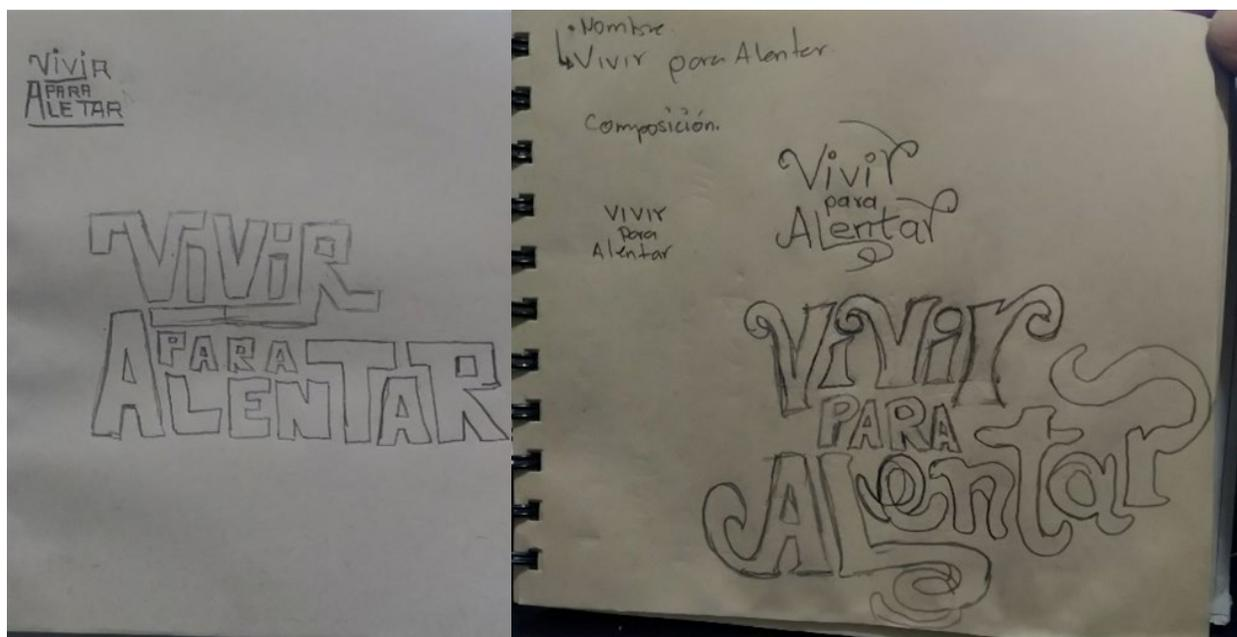 ViViR
PARA
ALETAR
ViViR
PARA
ALENTAR
• Nombre
Vivir para Alentar
Composición.
Vivir
para
Alentar
VIVIr
Para
Alentar
ViVir
PARA
ALentar